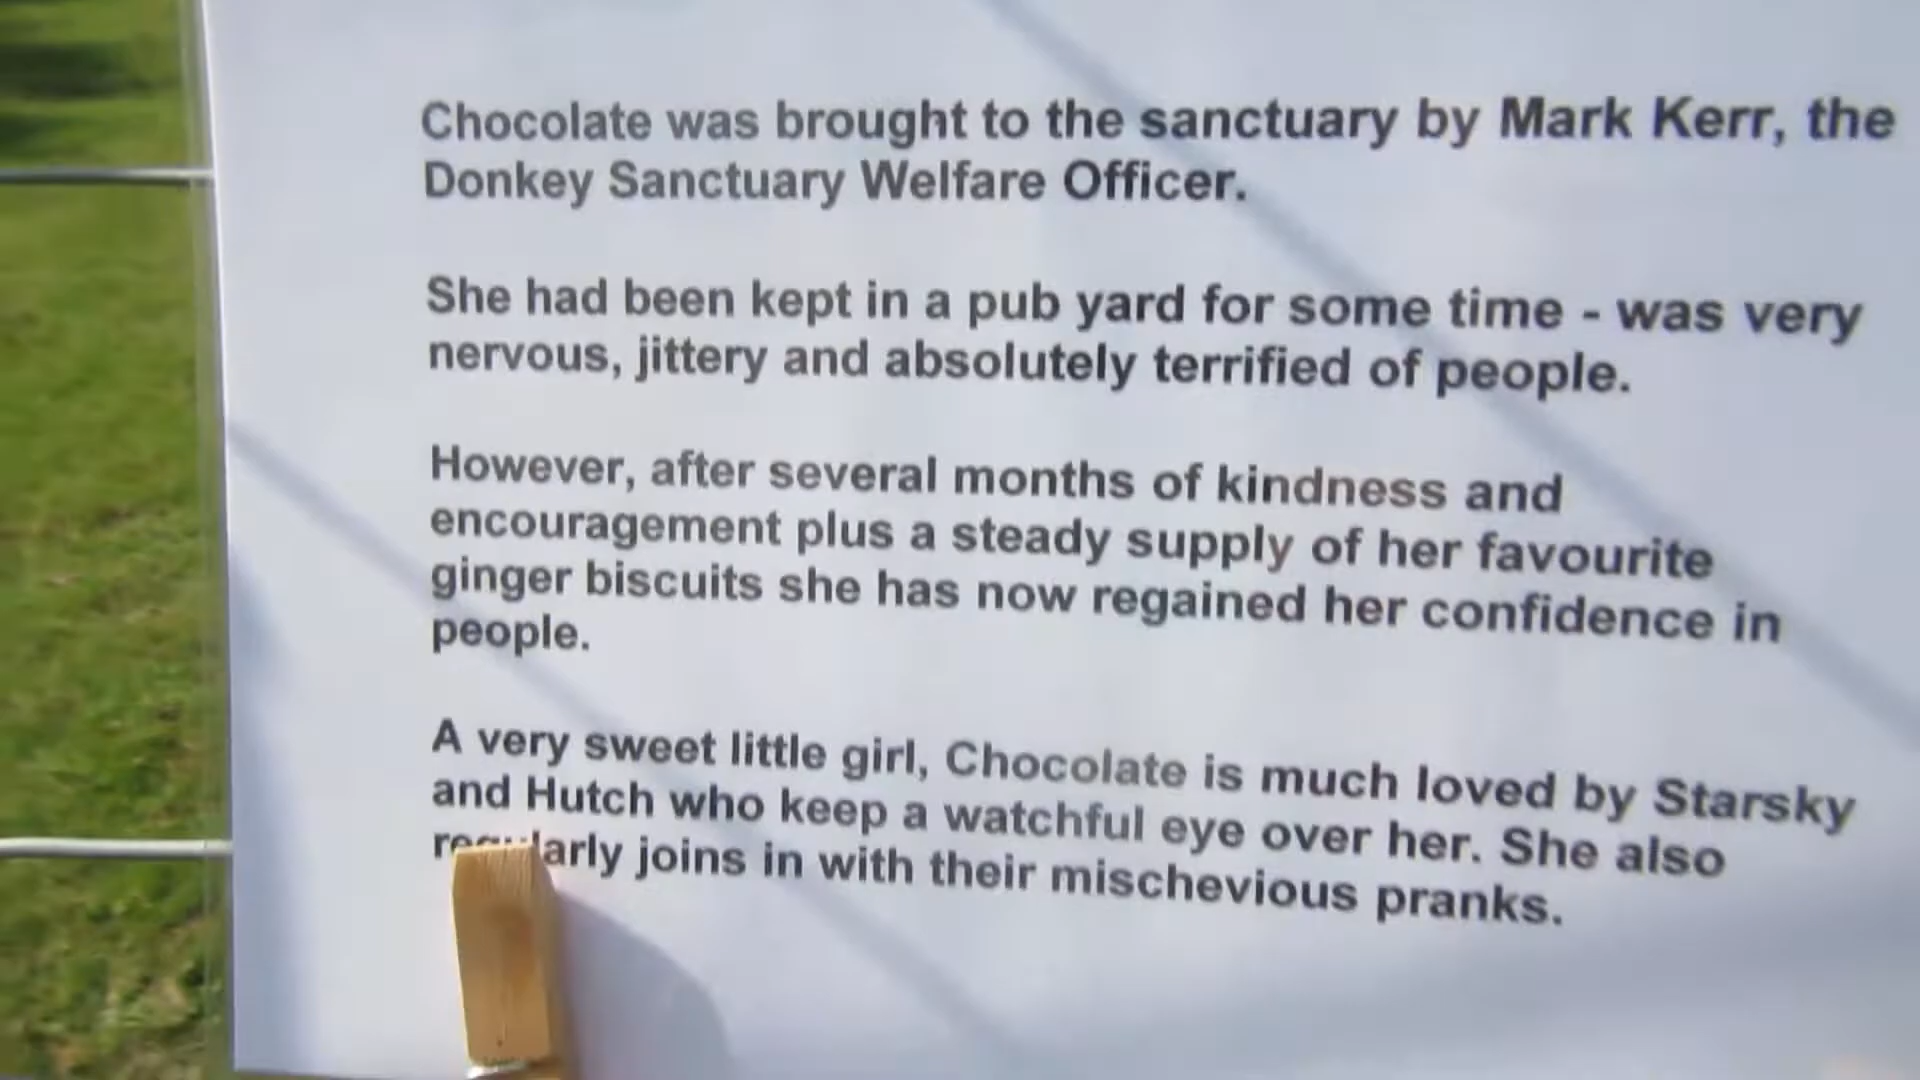 Chocolate was brought to the sanctuary by Mark Kerr, the
Donkey Sanctuary Welfare Officer.
She had been kept in a pub yard for some time - was very
nervous, jittery and absolutely terrified of people.
However, after several months of kindness and
encouragement plus a steady supply of her favourite
ginger biscuits she has now regained her confidence in
people.
A very sweet little girl, Chocolate is much loved by Starsky
and Hutch who keep a watchful eye over her. She also
regularly joins in with their mischevious pranks.